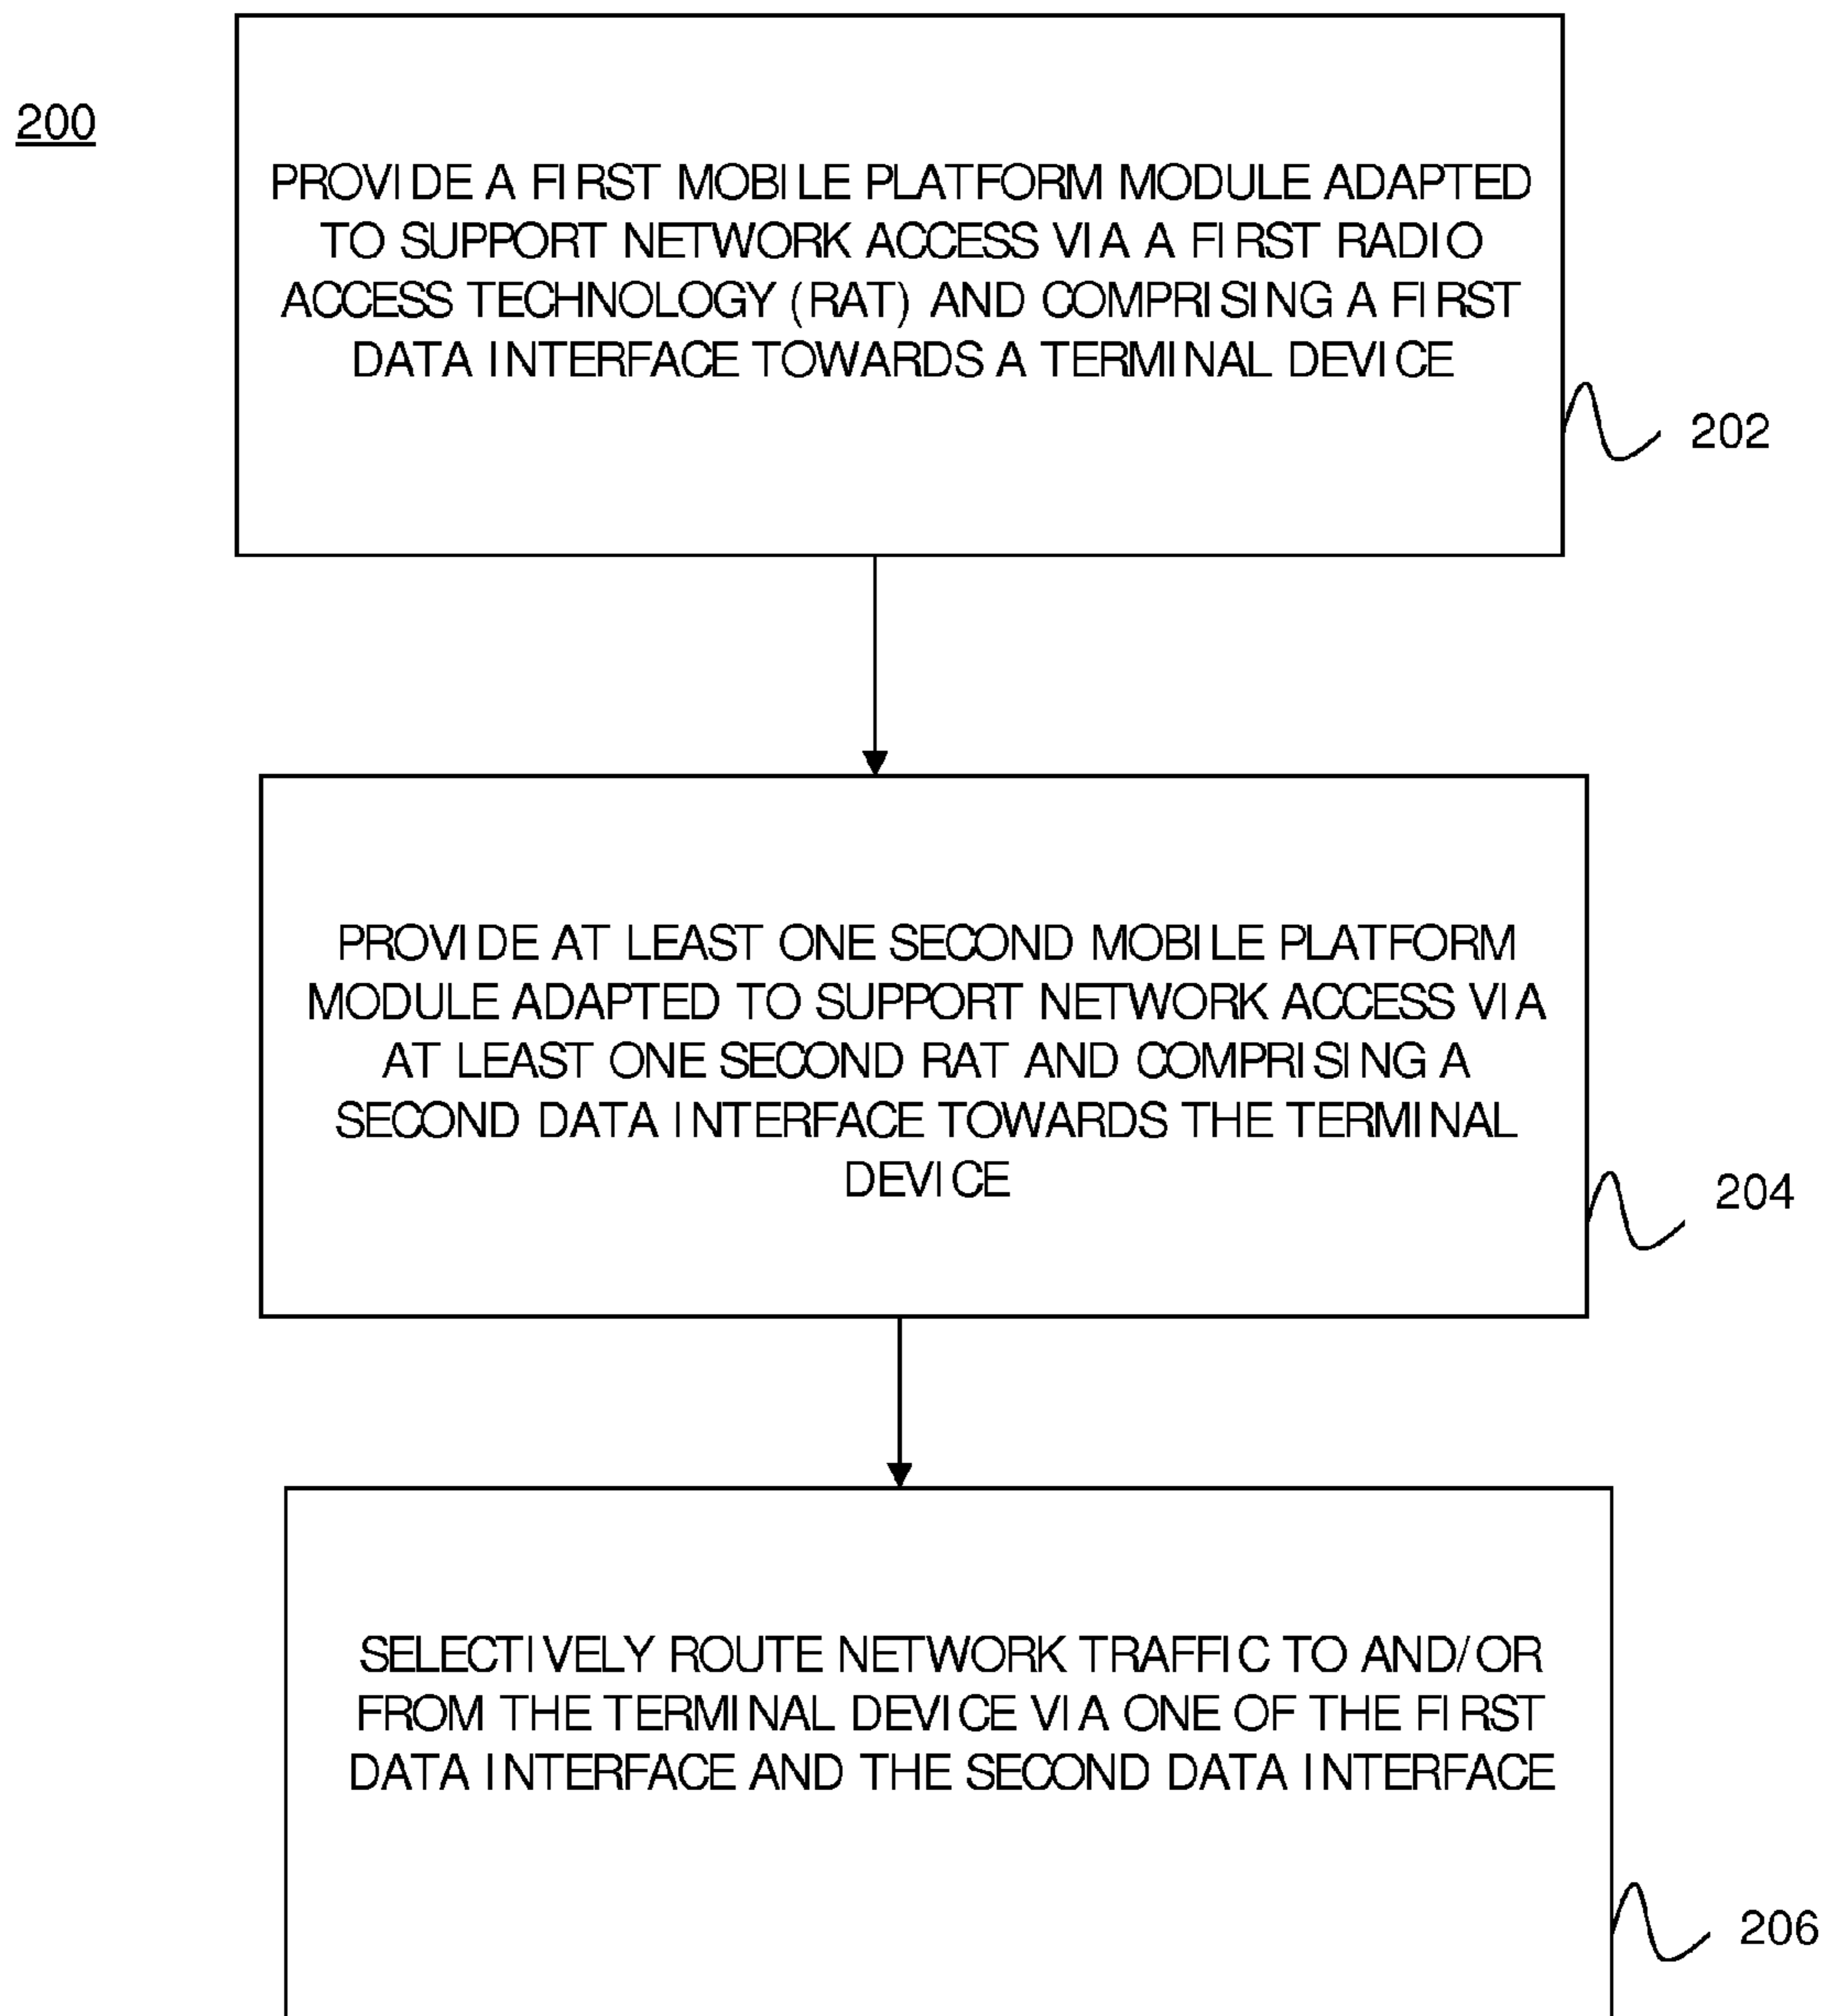 200
PROVIDE A FIRST MOBILE PLATFORM MODULE ADAPTED
TO SUPPORT NETWORK ACCESS VIA A FIRST RADIO
ACCESS TECHNOLOGY (RAT) AND COMPRISING A FIRST
DATA INTERFACE TOWARDS A TERMINAL DEVICE
202
PROVIDE AT LEAST ONE SECOND MOBILE PLATFORM
MODULE ADAPTED TO SUPPORT NETWORK ACCESS VIA
AT LEAST ONE SECOND RAT AND COMPRISING A
SECOND DATA INTERFACE TOWARDS THE TERMINAL
DEVICE
204
SELECTIVELY ROUTE NETWORK TRAFFIC TO AND/OR
FROM THE TERMINAL DEVICE VIA ONE OF THE FIRST
DATA INTERFACE AND THE SECOND DATA INTERFACE
206